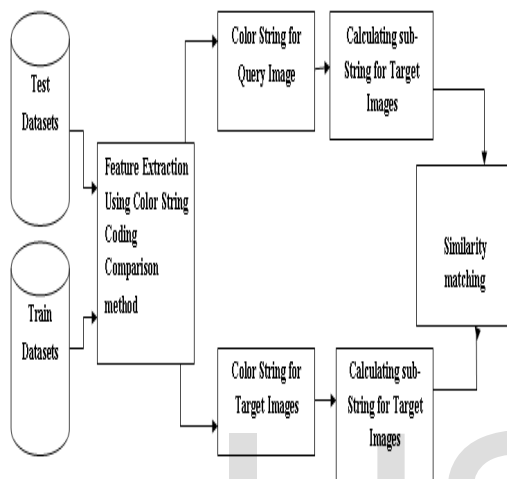 Test
Datasets
Train
Datasets
Feature Extraction
Using Color String
Coding
Comparison
method
Color String for
Query Image
Calculating sub-
String for Target
Images
Color String for
Target Images
Calculating sub-
String for Target
Images
Similarity
matching